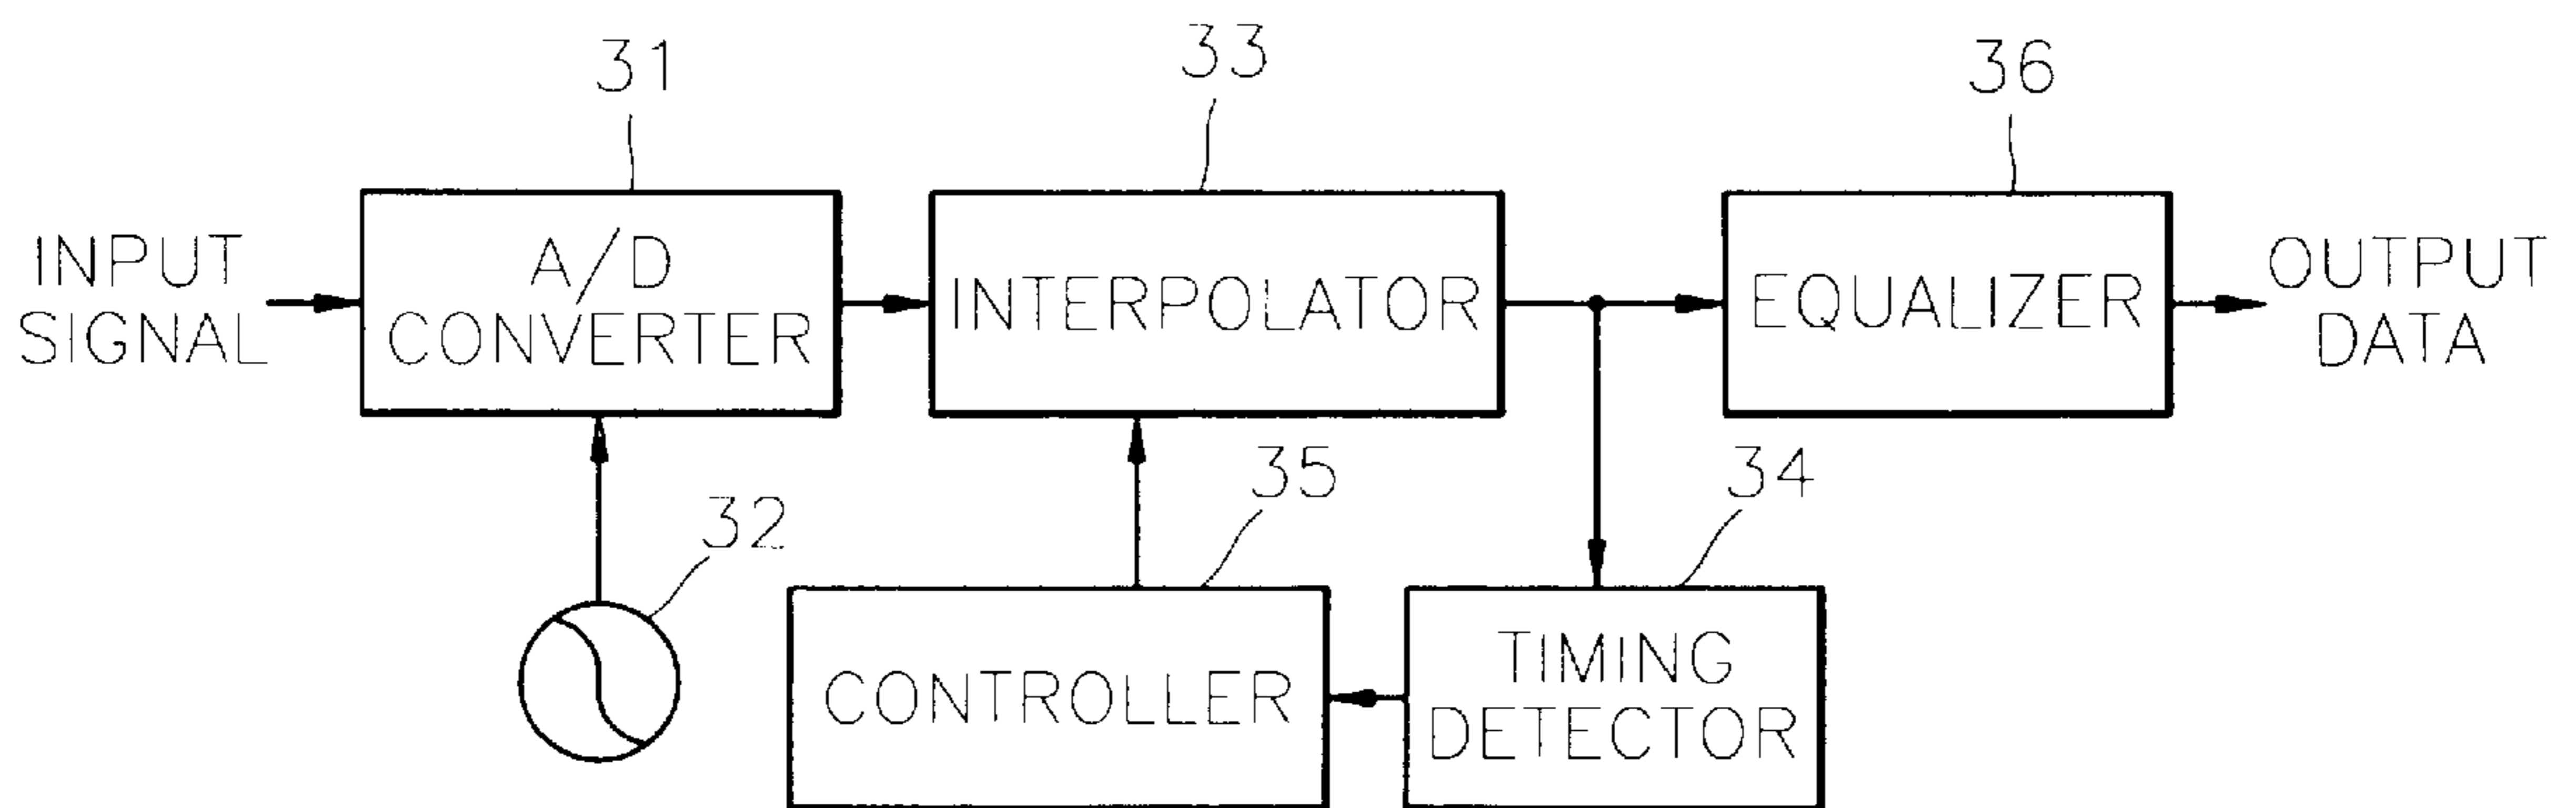 31
33
36
INPUT
SIGNAL
A/D
CONVERTER
INTERPOLATOR
EQUALIZER
OUTPUT
DATA
32
35
34
CONTROLLER
TIMING
DETECTOR